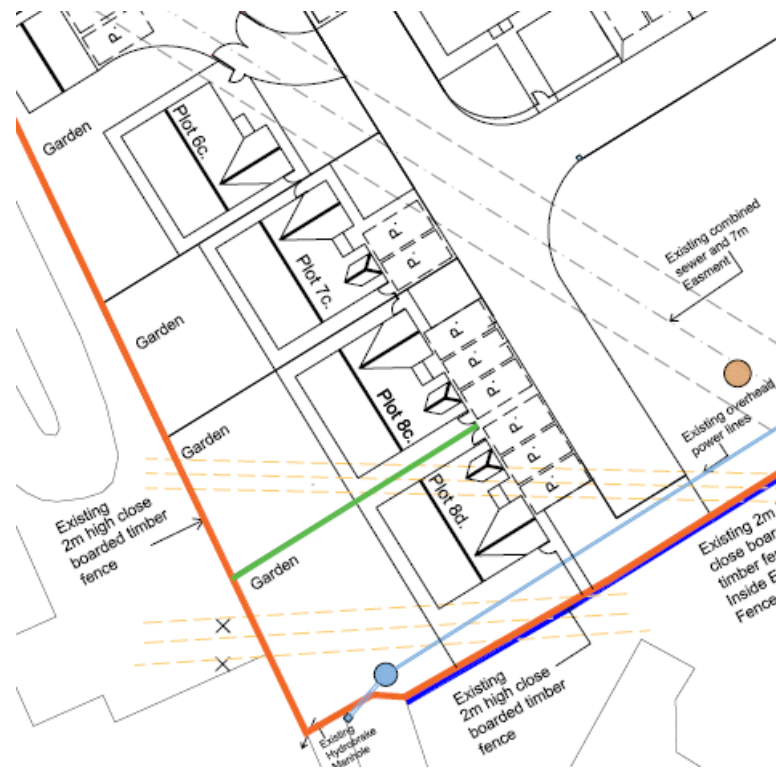 P.
Garden
Plot 6c.
P.
P.
Plot 7c.
Garden
Existing combined
sewer and 7m
Easment
P.
P.
P.
Plot 8c.
Garden
Existing overhead
power lines
P.
P.
P.
Plot 8d.
Existing
2m high close
boarded timber
fence
Garden
Existing 2m
close boar
timber fe
Inside E
Fence
Existing
2m high close
boarded timber
fence
Existing
Hydrobrake
Manhole